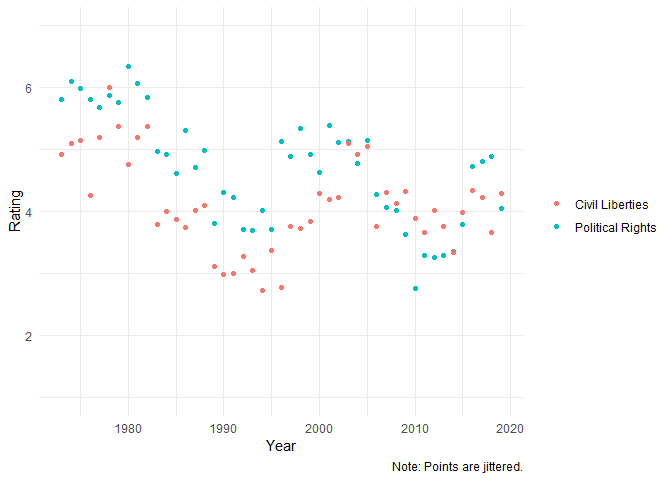 6
4
2
Rating
1980 1990 2000 2010 2020
Year
Civil Liberties
Political Rights
Note: Points are jittered.